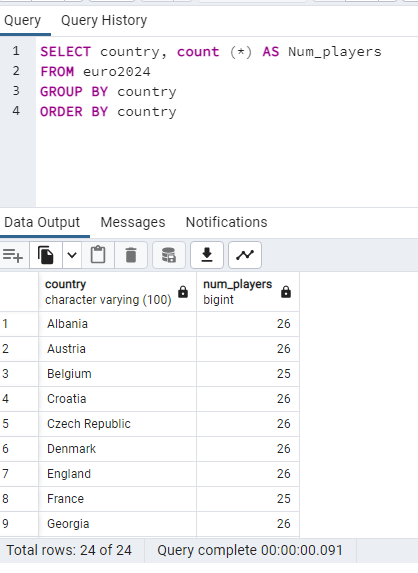 Query Query History
1 SELECT country, count (*) AS Num_players
2 FROM euro2024
3 GROUP BY country
4 ORDER BY country
Data Output Messages Notifications
country num_players
character varying (100) bigint
1 Albania 26
2 Austria 26
3 Belgium 25
4 Croatia 26
5 Czech Republic 26
6 Denmark 26
7 England 26
8 France 25
9 Georgia 26
Total rows: 24 of 24 Query complete 00:00:00.091